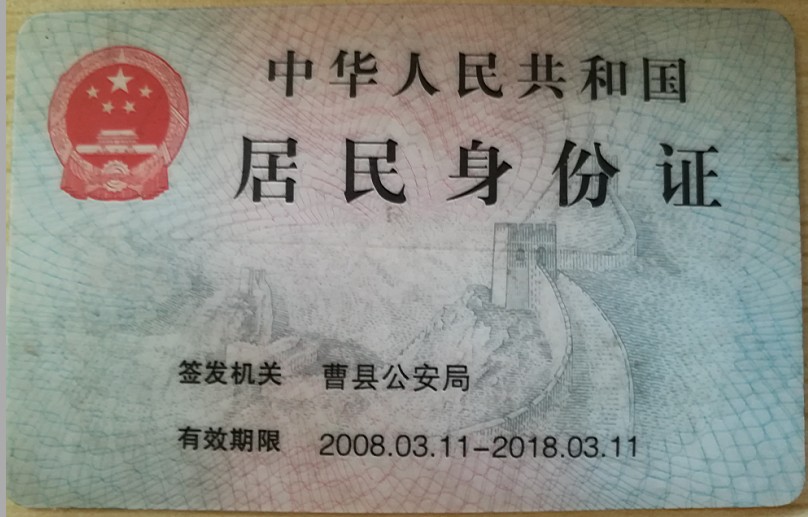 中华人民共和国
居民身份证
签发机关 曹县公安局
有效期限 2008.03.11-2018.03.11